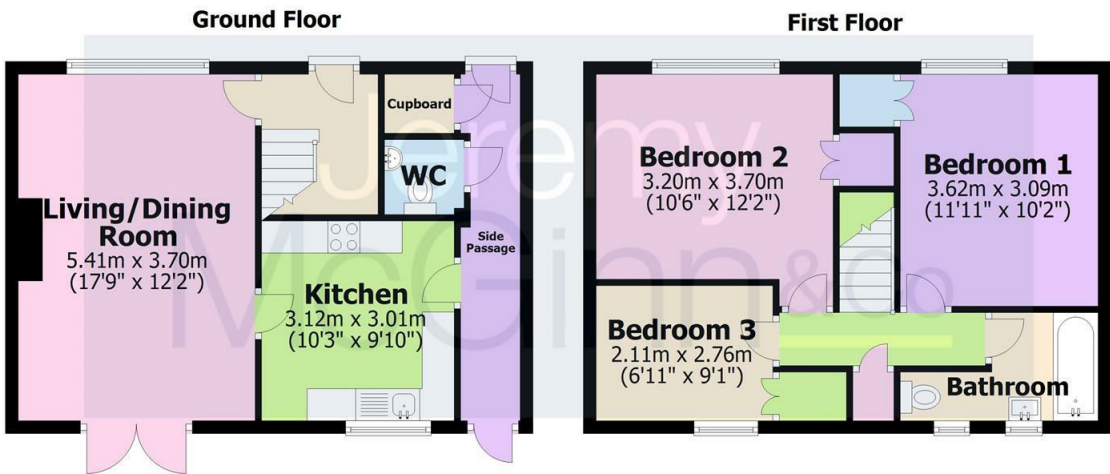 Ground Floor
First Floor
Cupboard
WC
Living/Dining
Room
5.41m x 3.70m
(17'9" x 12'2")
Kitchen
3.12m x 3.01m
(10'3" x 9'10")
Side
Passage
Bedroom 2
3.20m x 3.70m
(10'6" x 12'2")
Bedroom 1
3.62m x 3.09m
(11'11" x 10'2")
Bedroom 3
2.11m x 2.76m
(6'11" x 9'1")
Bathroom
Jeremy
McGinn&Co